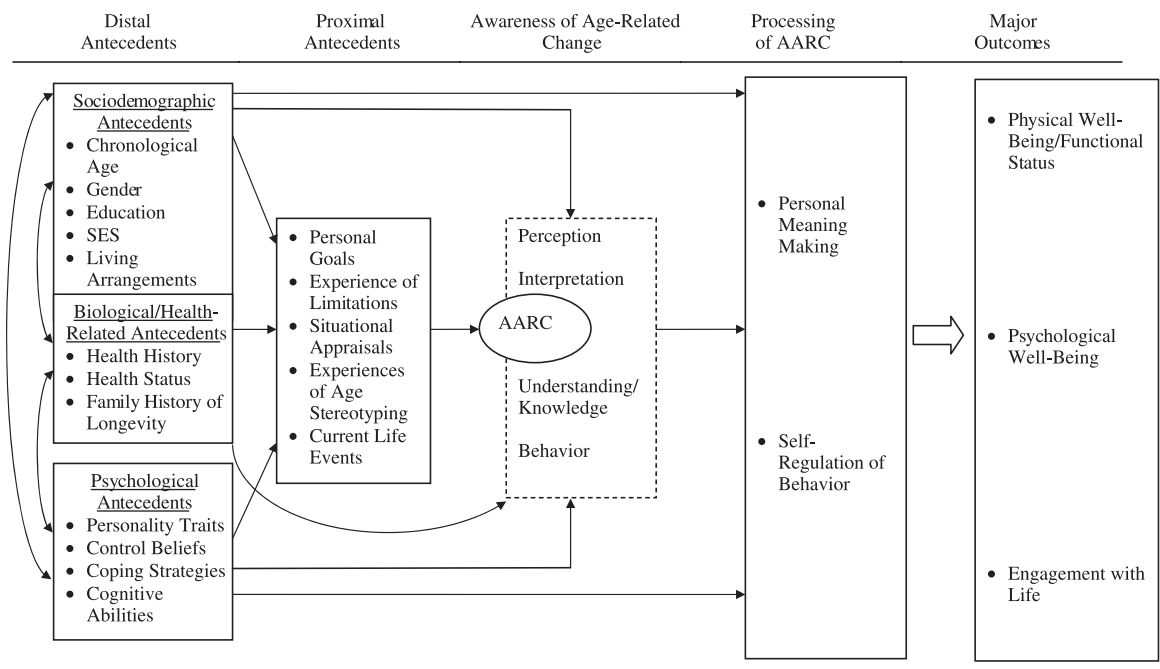 Distal
Antecedents
Proximal
Antecedents
Awareness of Age-Related
Change
Processing
of AARC
Major
Outcomes
Sociodemographic
Antecedents
• Chronological
Age
• Gender
• Education
• SES
• Living
Arrangements
Biological/Health-
Related Antecedents
• Health History
• Health Status
• Family History of
Longevity
Psychological
Antecedents
• Personality Traits
• Control Beliefs
• Coping Strategies
• Cognitive
Abilities
• Personal
Goals
• Experience of
Limitations
• Situational
Appraisals
• Experiences
of Age
Stereotyping
• Current Life
Events
Perception
Interpretation
AARC
Understanding/
Knowledge
Behavior
• Personal
Meaning
Making
• Self-
Regulation of
Behavior
• Physical Well-
Being/Functional
Status
• Psychological
Well-Being
• Engagement with
Life